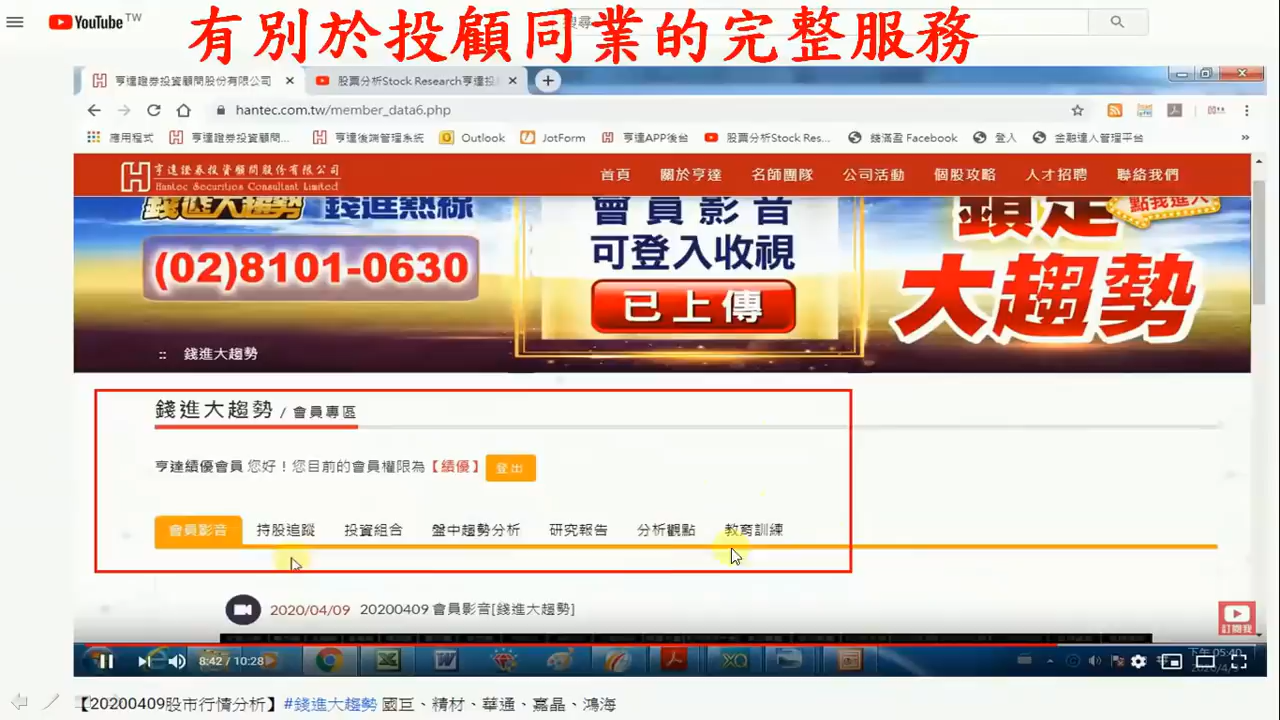 YouTube TW
有別於投顧同業的完整服務
亨達證券投資顧問股份有限公司
股票分析Stock Research亨達投
hantec.com.tw/member_data6.php
應用程式 亨達證券投資顧問... 亨達後端管理系統 Outlook JotForm 亨達APP後台 股票分析Stock Res... 錢滿盈 Facebook 登入 金融達人管理平台
亨達證券投資顧問股份有限公司
Hantec Securities Consultant Limited
首頁 關於亨達 名師團隊 公司活動 個股攻略 人才招聘 聯絡我們
錢進大趨勢 錢進熱線
(02)8101-0630
會員影音
可登入收視
已上傳
鎖定
點我進入
大趨勢
:: 錢進大趨勢
錢進大趨勢 / 會員專區
亨達績優會員 您好！您目前的會員權限為【績優】 登出
會員影音 持股追蹤 投資組合 盤中趨勢分析 研究報告 分析觀點 教育訓練
2020/04/09 20200409 會員影音[錢進大趨勢]
訂閱我
8:42 / 10:28
下午 05:40
【20200409股市行情分析】#錢進大趨勢 國巨、精材、華通、嘉晶、鴻海